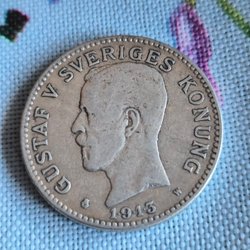 GUSTAF V SVERIGES KONUNG
1913
W